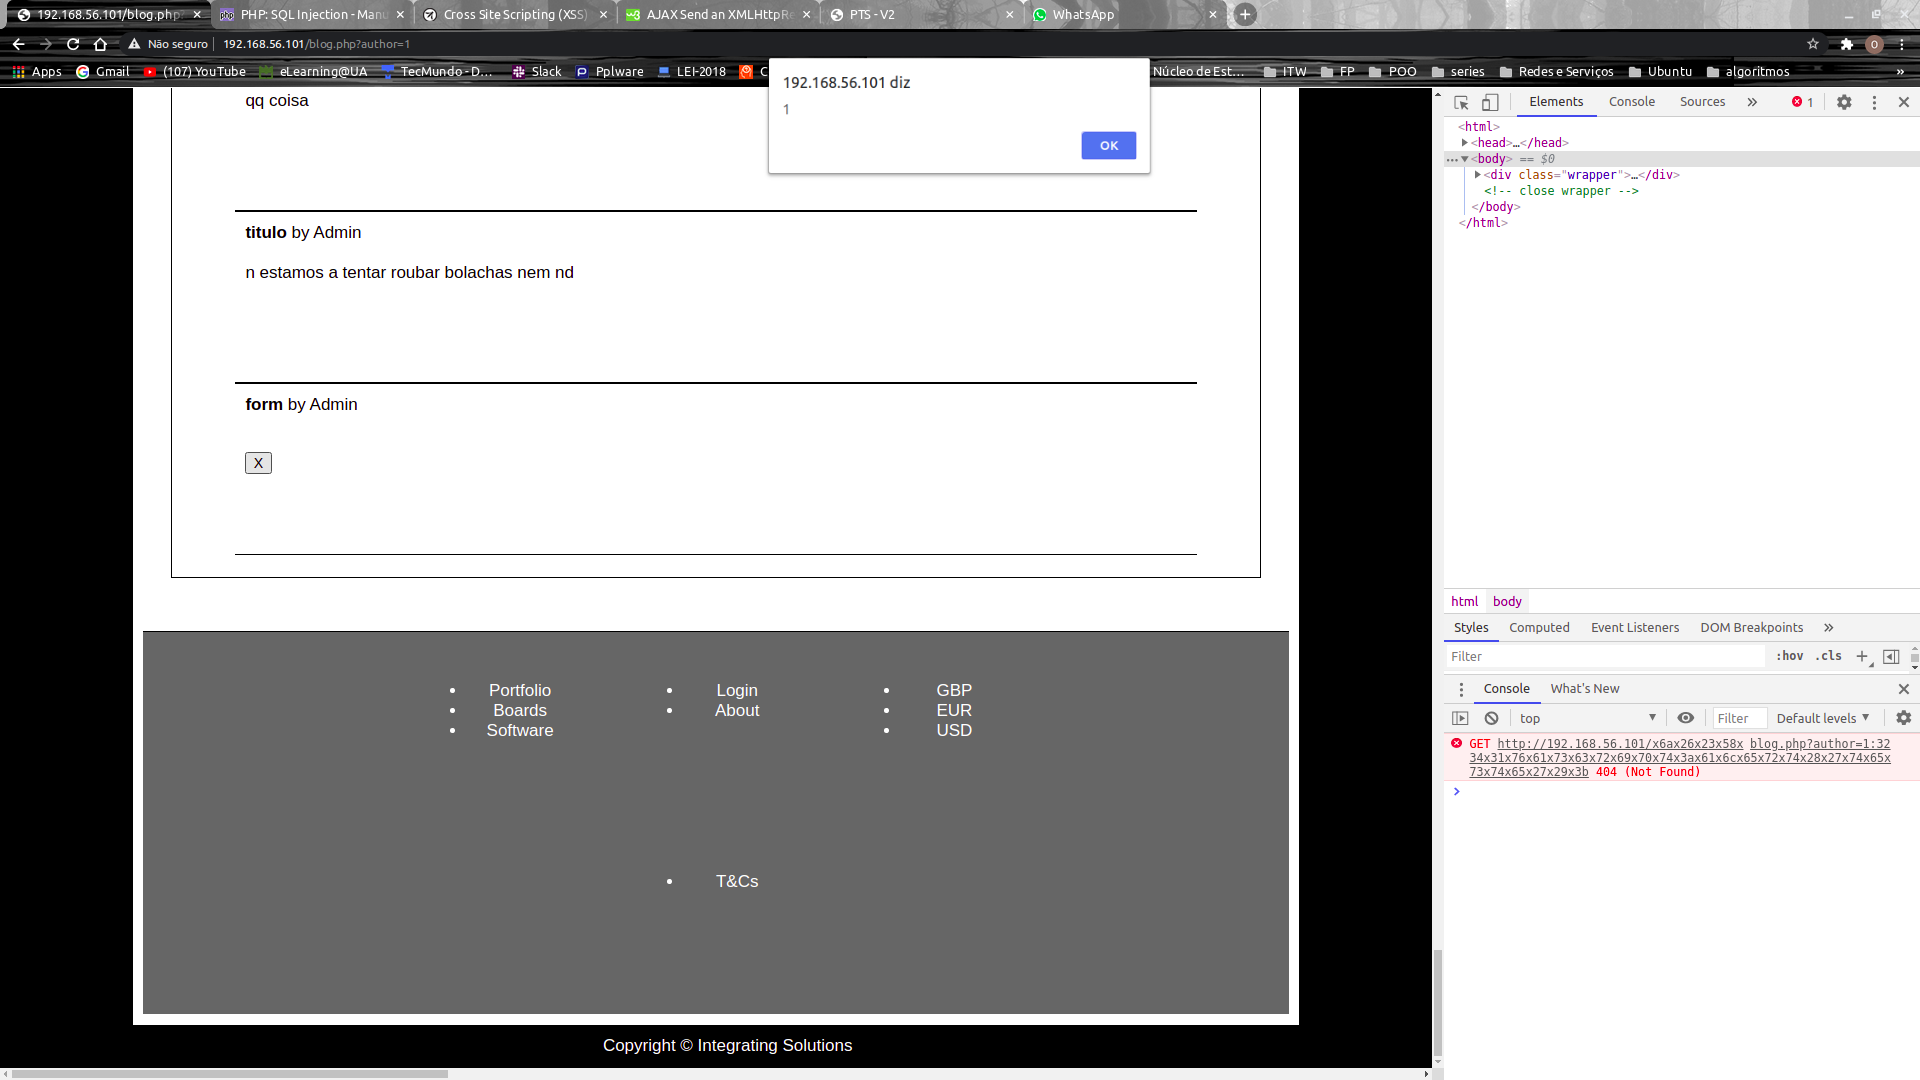 192.168.56.101/blog.php?
PHP: SQL Injection - Manu
Cross Site Scripting (XSS)
AJAX Send an XMLHttpRe
PTS - V2
WhatsApp
Não seguro 192.168.56.101/blog.php?author=1
Apps Gmail (107) YouTube eLearning@UA TecMundo - D... Slack Pplware LEI-2018 C Núcleo de Est... ITW FP POO series Redes e Serviços Ubuntu algoritmos »
192.168.56.101 diz
1
OK
qq coisa
titulo by Admin
n estamos a tentar roubar bolachas nem nd
form by Admin
X
Portfolio
Boards
Software
Login
About
GBP
EUR
USD
T&Cs
Copyright © Integrating Solutions
Elements Console Sources » 1
<html>
<head>…</head>
<body> == $0
<div class="wrapper">…</div>
<!-- close wrapper -->
</body>
</html>
html body
Styles Computed Event Listeners DOM Breakpoints »
Filter :hov .cls +
Console What's New
top Filter Default levels
GET http://192.168.56.101/x6ax26x23x58x blog.php?author=1:32
34x31x76x61x73x63x72x69x70x74x3ax61x6cx65x72x74x28x27x74x65x
73x74x65x27x29x3b 404 (Not Found)